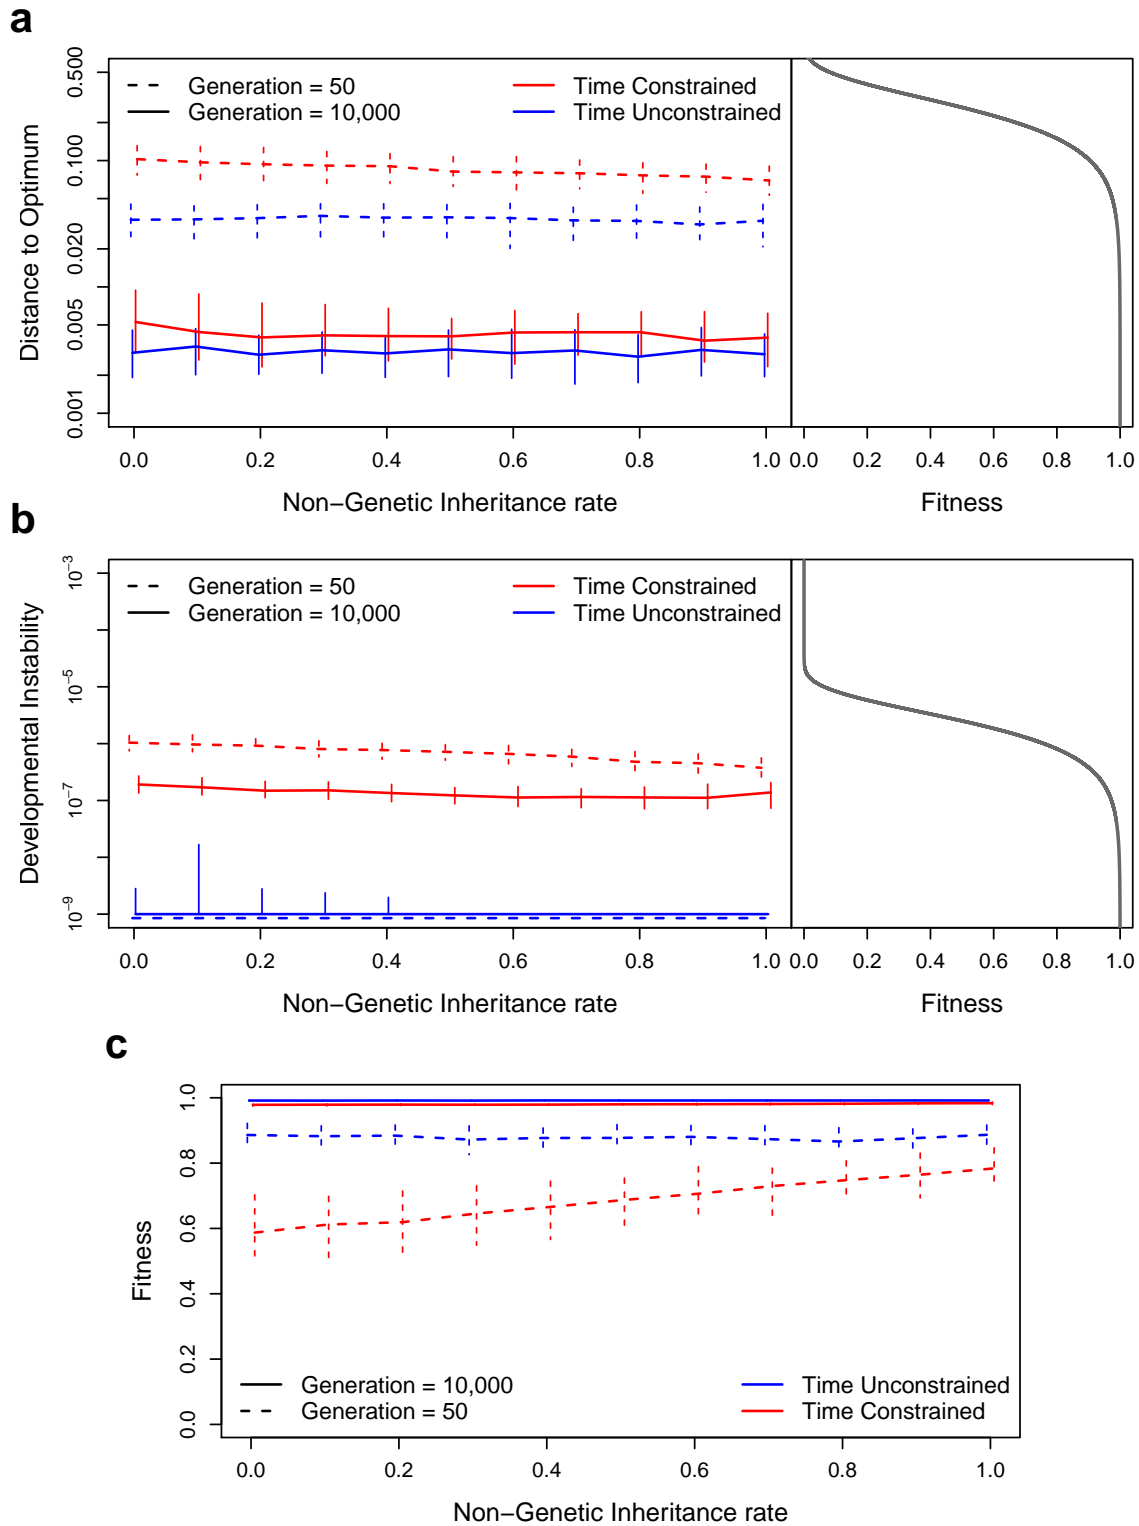 a
Generation = 50
Generation = 10,000
Time Constrained
Time Unconstrained
Distance to Optimum
0.500
0.100
0.020
0.005
0.001
0.0 0.2 0.4 0.6 0.8 1.0
Non−Genetic Inheritance rate
0.0 0.2 0.4 0.6 0.8 1.0
Fitness
b
Generation = 50
Generation = 10,000
Time Constrained
Time Unconstrained
Developmental Instability
10−3
10−5
10−7
10−9
0.0 0.2 0.4 0.6 0.8 1.0
Non−Genetic Inheritance rate
0.0 0.2 0.4 0.6 0.8 1.0
Fitness
c
Fitness
1.0
0.8
0.6
0.4
0.2
0.0
Generation = 10,000
Generation = 50
Time Unconstrained
Time Constrained
0.0 0.2 0.4 0.6 0.8 1.0
Non−Genetic Inheritance rate